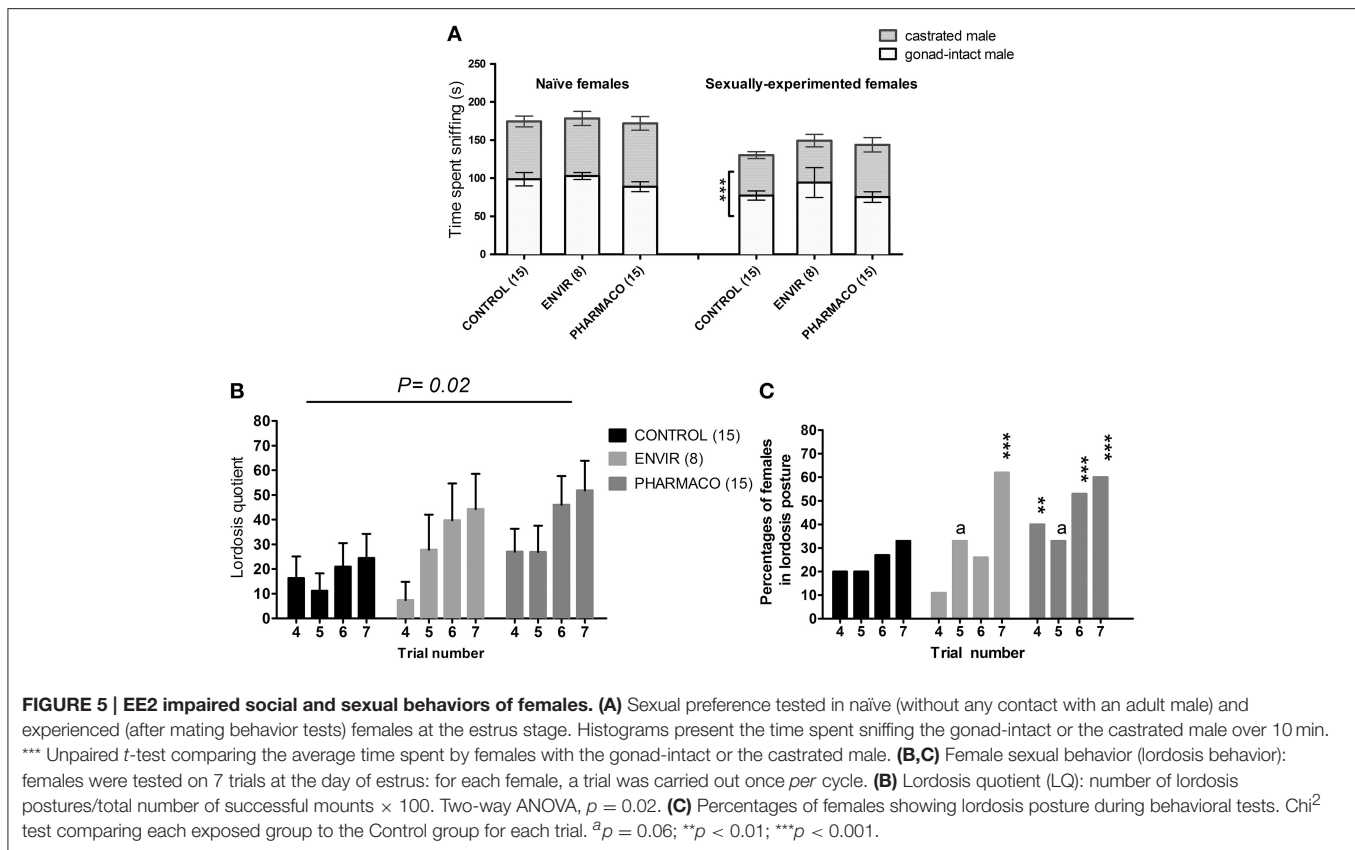 A
castrated male
gonad-intact male
250
200
150
100
50
0
Time spent sniffing (s)
Naïve females
Sexually-experimented females
***
CONTROL (15)
ENVIR (8)
PHARMACO (15)
CONTROL (15)
ENVIR (8)
PHARMACO (15)
B
P= 0.02
80
70
60
50
40
30
20
10
0
Lordosis quotient
CONTROL (15)
ENVIR (8)
PHARMACO (15)
4 5 6 7 4 5 6 7 4 5 6 7
Trial number
C
80
70
60
50
40
30
20
10
0
Percentages of females
in lordosis posture
a
***
**
a
***
***
4 5 6 7 4 5 6 7 4 5 6 7
Trial number
FIGURE 5 | EE2 impaired social and sexual behaviors of females. (A) Sexual preference tested in naïve (without any contact with an adult male) and
experienced (after mating behavior tests) females at the estrus stage. Histograms present the time spent sniffing the gonad-intact or the castrated male over 10 min.
*** Unpaired t-test comparing the average time spent by females with the gonad-intact or the castrated male. (B,C) Female sexual behavior (lordosis behavior):
females were tested on 7 trials at the day of estrus: for each female, a trial was carried out once per cycle. (B) Lordosis quotient (LQ): number of lordosis
postures/total number of successful mounts × 100. Two-way ANOVA, p = 0.02. (C) Percentages of females showing lordosis posture during behavioral tests. Chi²
test comparing each exposed group to the Control group for each trial. ᵃp = 0.06; **p < 0.01; ***p < 0.001.